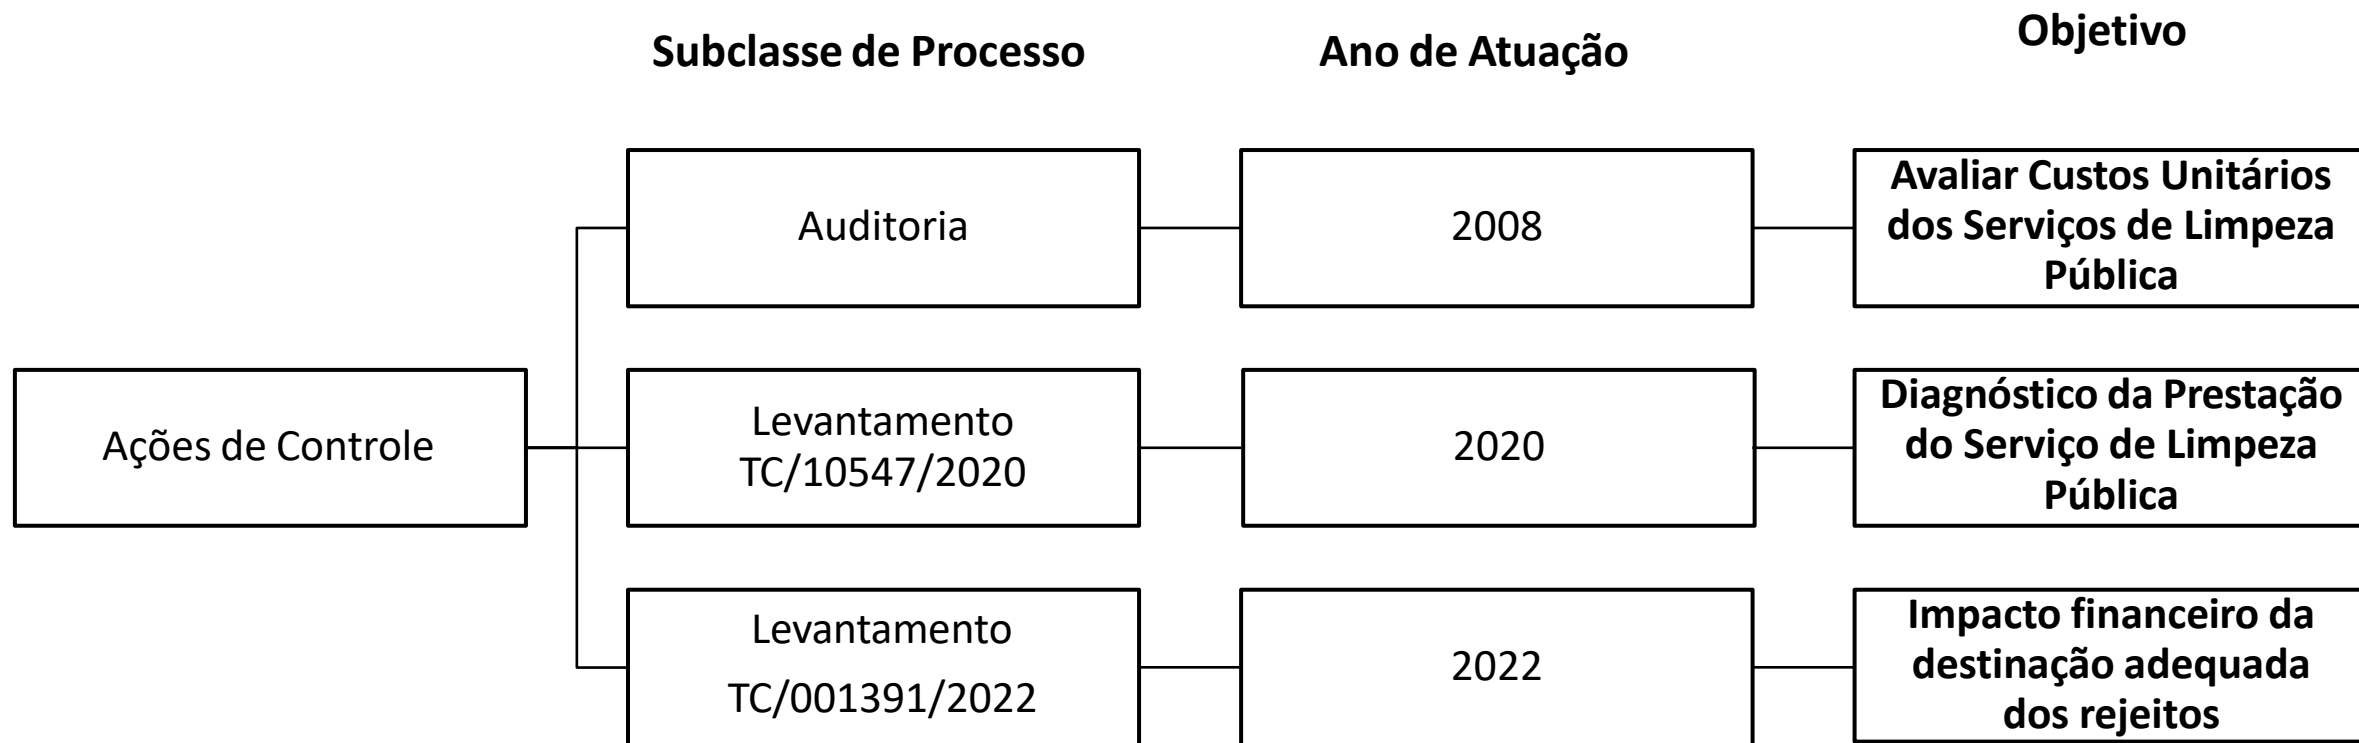 Subclasse de Processo
Ano de Atuação
Objetivo
Ações de Controle
Auditoria
2008
Avaliar Custos Unitários
dos Serviços de Limpeza
Pública
Levantamento
TC/10547/2020
2020
Diagnóstico da Prestação
do Serviço de Limpeza
Pública
Levantamento
TC/001391/2022
2022
Impacto financeiro da
destinação adequada
dos rejeitos